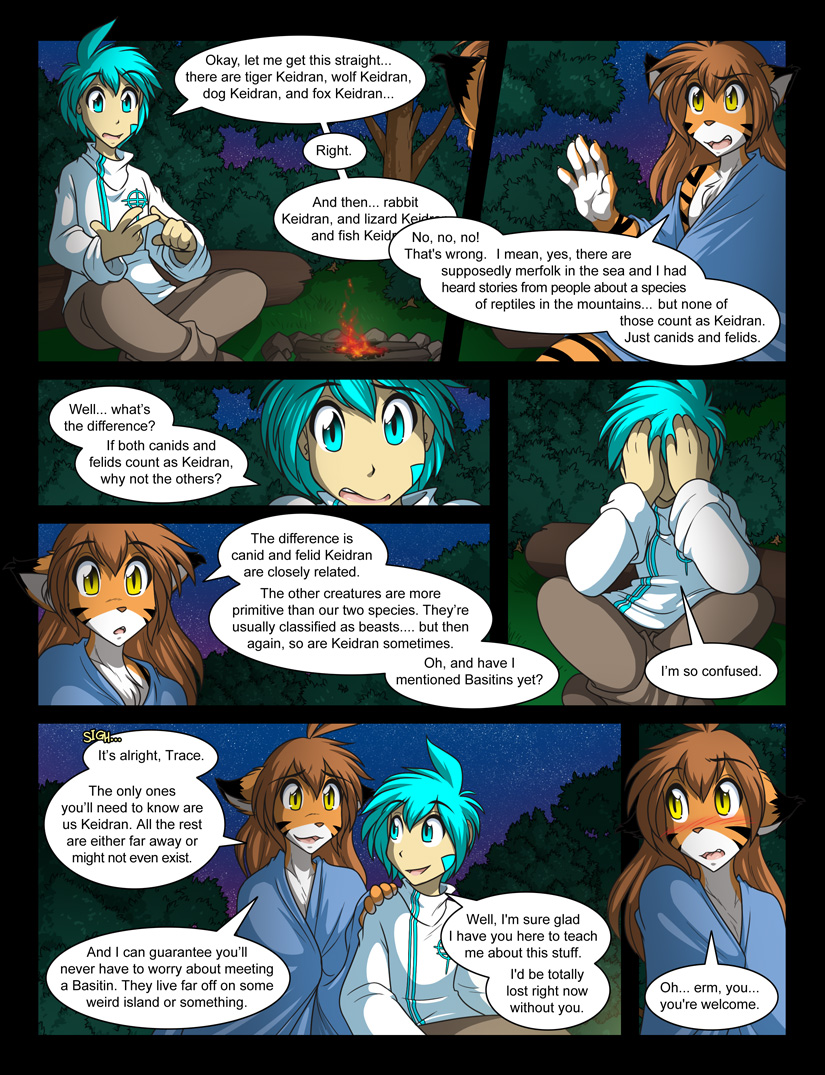 Okay, let me get this straight...
there are tiger Keidran, wolf Keidran,
dog Keidran, and fox Keidran...
Right.
And then... rabbit
Keidran, and lizard
and fish
No, no, no!
That's wrong. I mean, yes, there are
supposedly merfolk in the sea and I had
heard stories from people about a species
of reptiles in the mountains... but none of
those count as Keidran.
Just canids and felids.
Well... what's
the difference?
If both canids and
felids count as Keidran,
why not the others?
I'm so confused.
The difference is
canid and felid Keidran
are closely related.
The other creatures are more
primitive than our two species. They're
usually classified as beasts.... but then
again, so are Keidran sometimes.
Oh, and have I
mentioned Basitins yet?
SIGH...
It's alright, Trace.
The only ones
you'll need to know are
us Keidran. All the rest
are either far away or
might not even exist.
And I can guarantee you'll
never have to worry about meeting
a Basitin. They live far off on some
weird island or something.
Well, I'm sure glad
I have you here to teach
me about this stuff.
I'd be totally
lost right now
without you.
Oh... erm, you...
you're welcome.